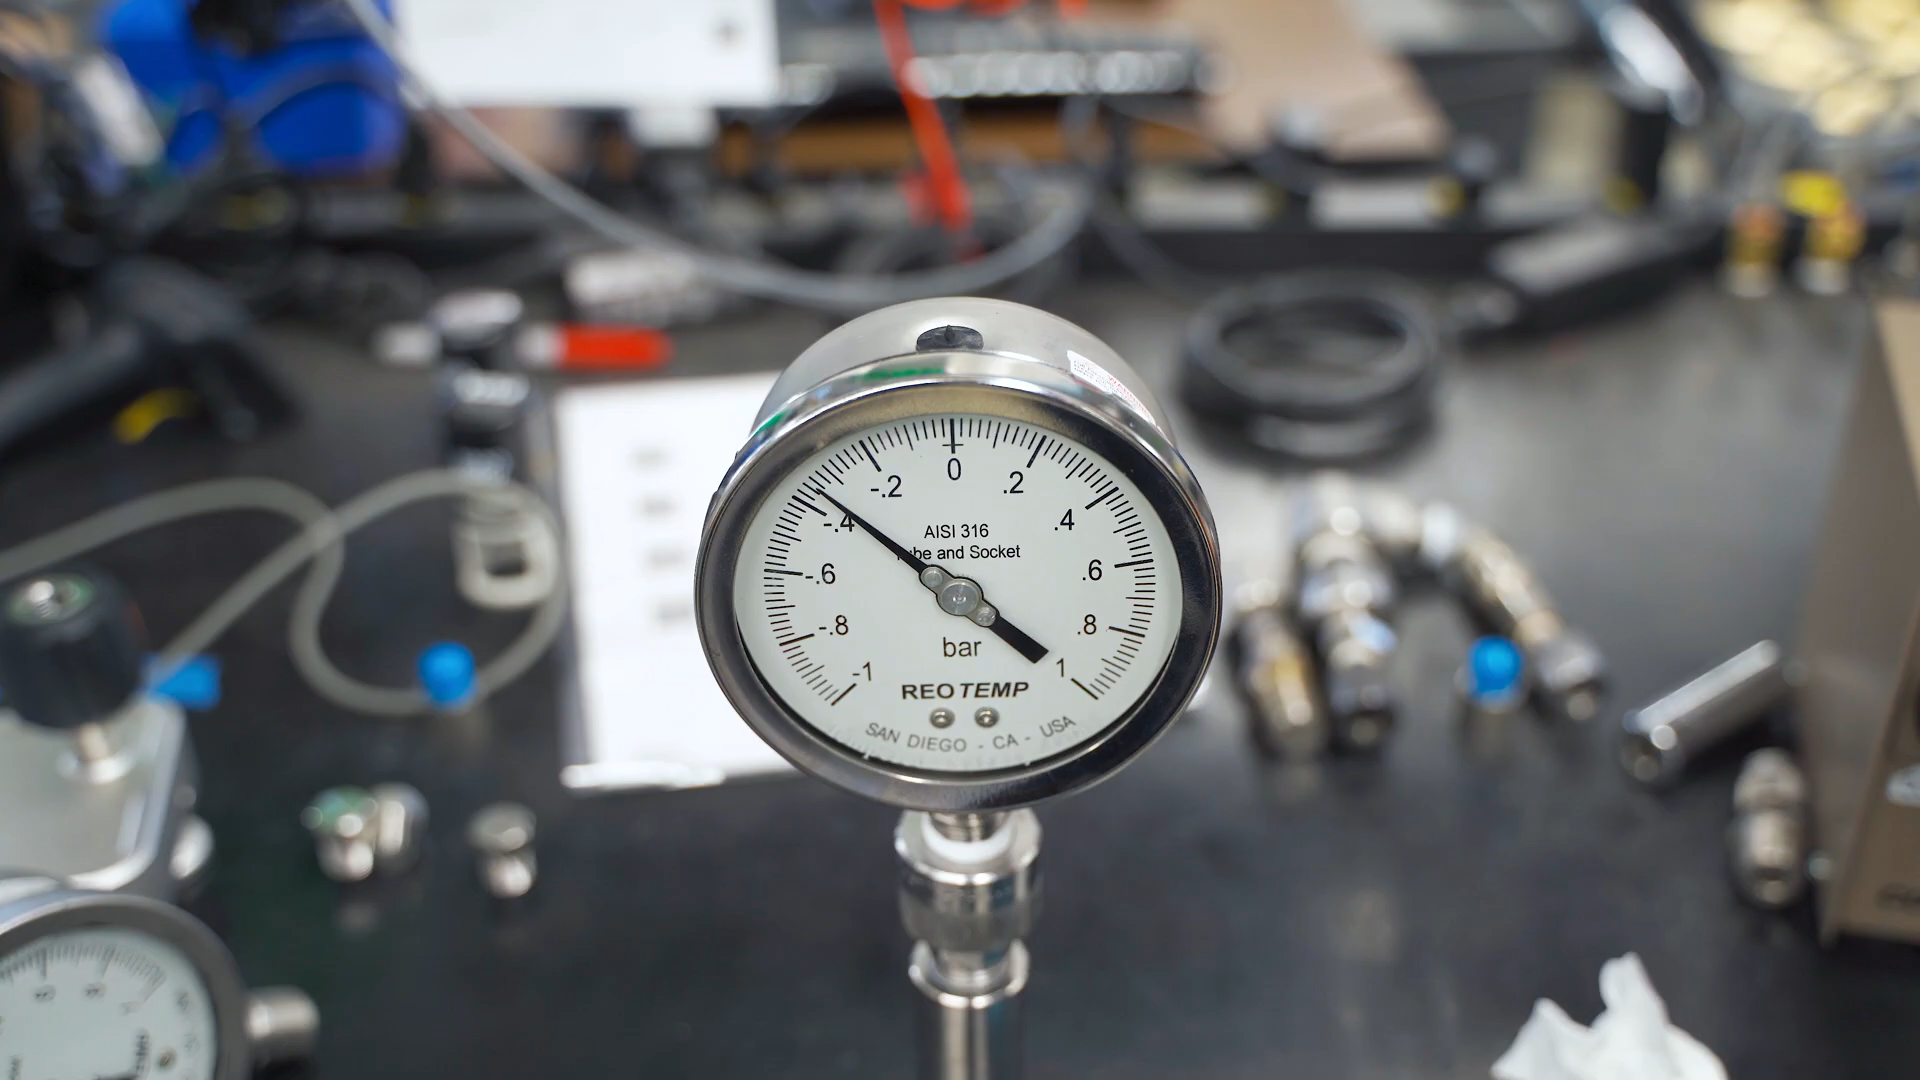 0
-.2 .2
-.4 .4
AISI 316
be and Socket
-.6 .6
-.8 .8
bar
-1 1
REOTEMP
SAN DIEGO - CA - USA